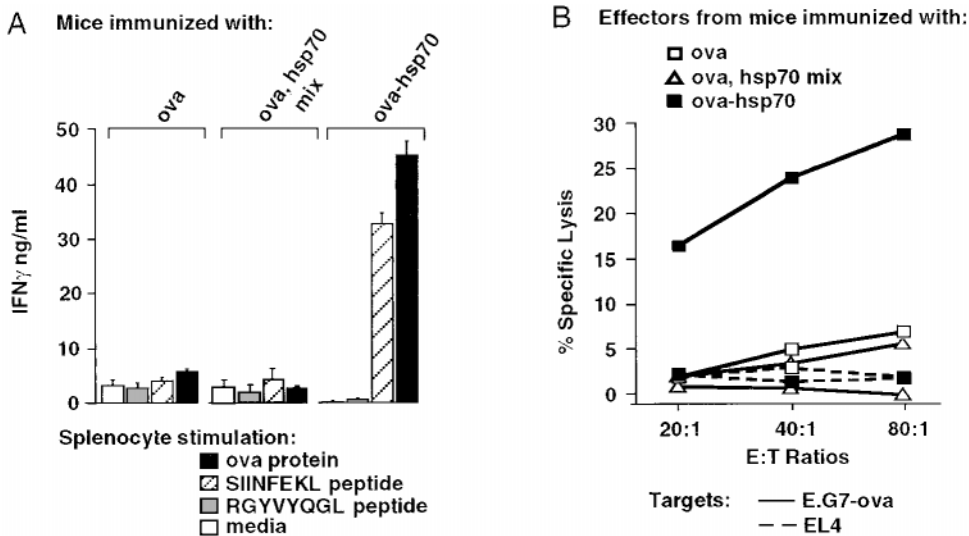 A
Mice immunized with:
ova
ova, hsp70
mix
ova-hsp70
IFNγ ng/ml
50
40
30
20
10
0
Splenocyte stimulation:
ova protein
SIINFEKL peptide
RGYVYQGL peptide
media
B
Effectors from mice immunized with:
ova
ova, hsp70 mix
ova-hsp70
% Specific Lysis
30
25
20
15
10
5
0
20:1
40:1
80:1
E:T Ratios
Targets:
E.G7-ova
EL4